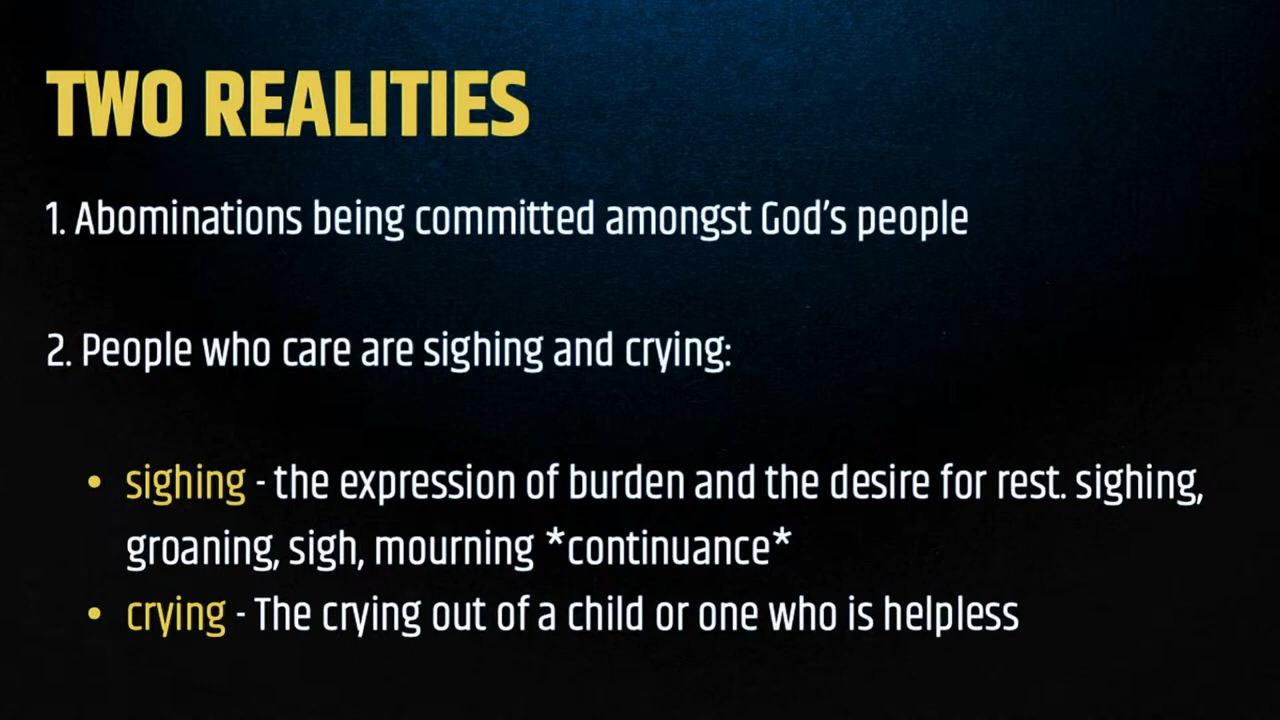 TWO REALITIES
1. Abominations being committed amongst God's people
2. People who care are sighing and crying:
• sighing - the expression of burden and the desire for rest. sighing,
groaning, sigh, mourning *continuance*
• crying - The crying out of a child or one who is helpless